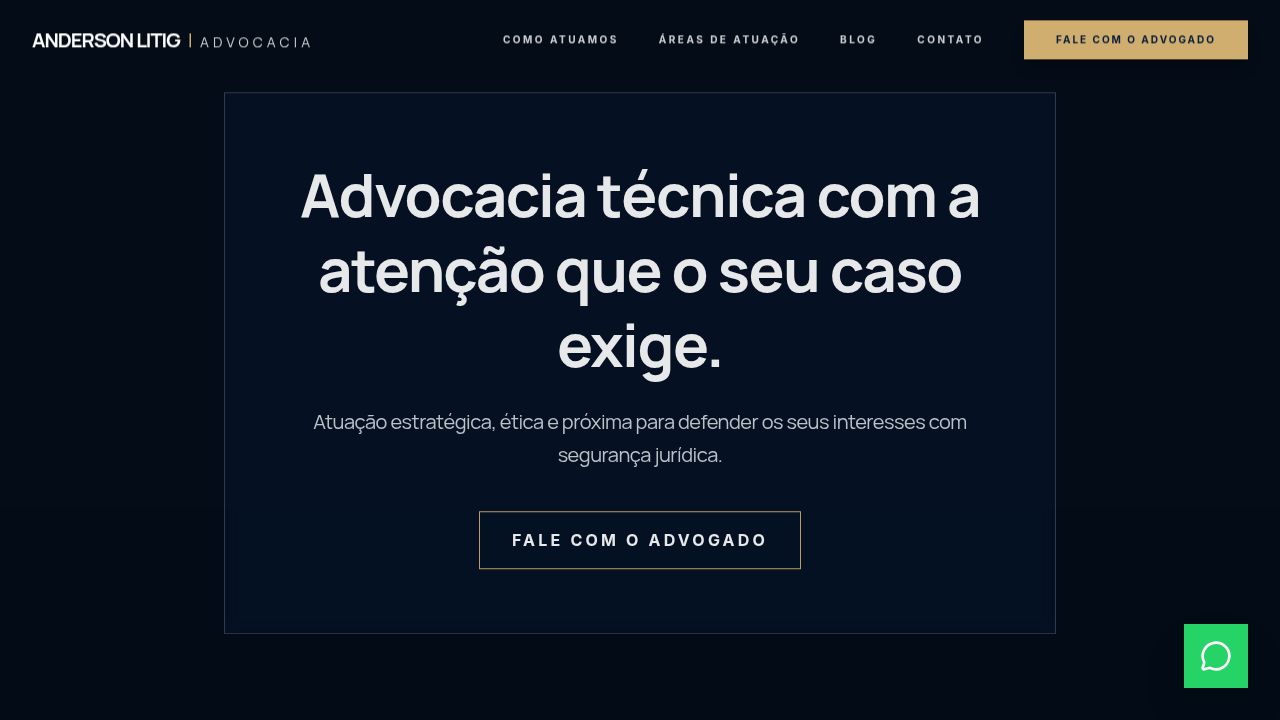 ANDERSON LITIG | ADVOCACIA
COMO ATUAMOS
ÁREAS DE ATUAÇÃO
BLOG
CONTATO
FALE COM O ADVOGADO
Advocacia técnica com a
atenção que o seu caso
exige.
Atuação estratégica, ética e próxima para defender os seus interesses com
segurança jurídica.
FALE COM O ADVOGADO